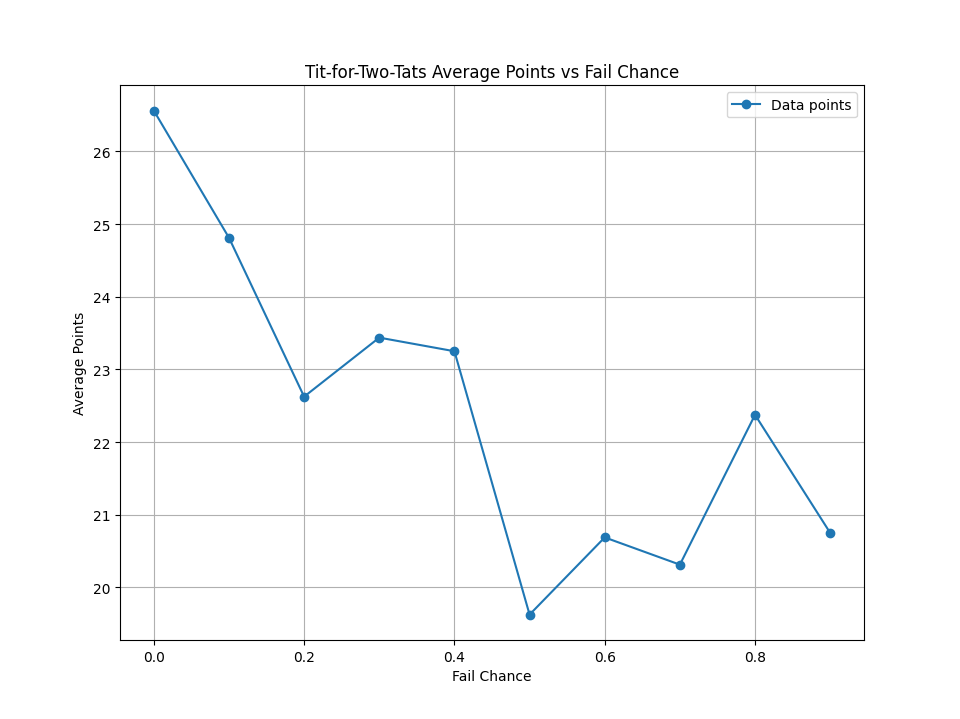 Tit-for-Two-Tats Average Points vs Fail Chance
Data points
26
25
24
23
22
21
20
Average Points
0.0 0.2 0.4 0.6 0.8
Fail Chance